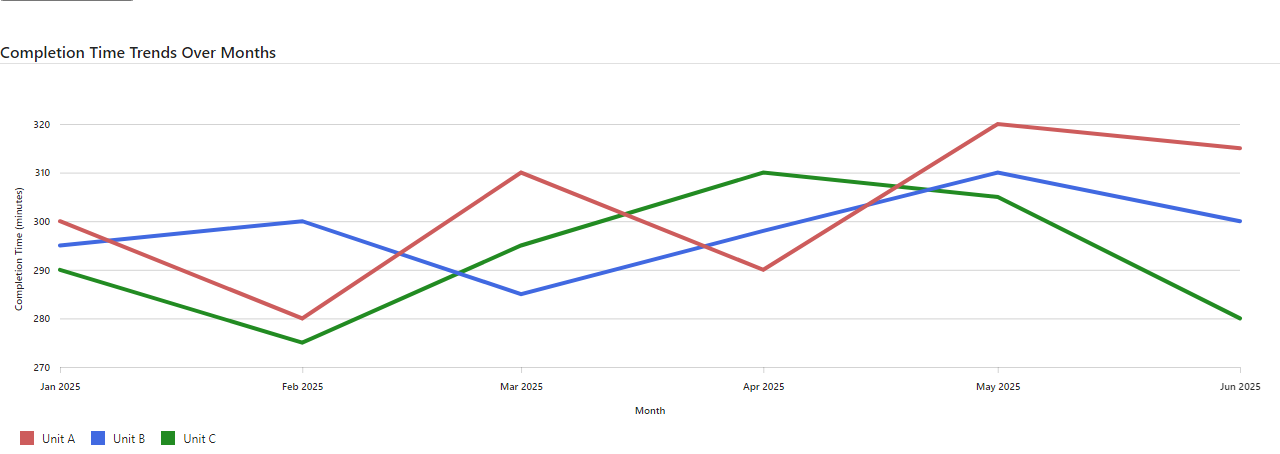 Completion Time Trends Over Months
320
310
300
290
280
270
Completion Time (minutes)
Jan 2025 Feb 2025 Mar 2025 Apr 2025 May 2025 Jun 2025
Month
Unit A Unit B Unit C